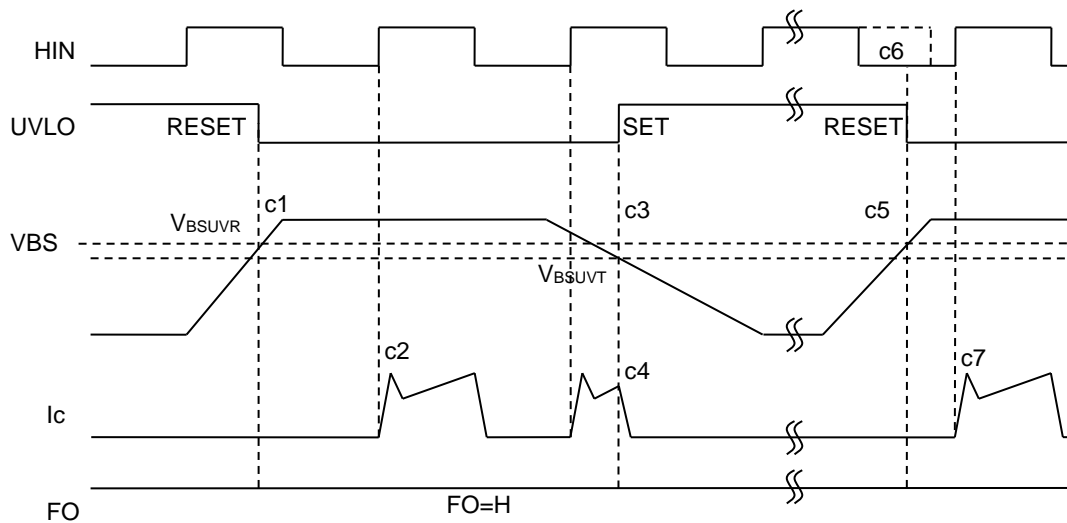 HIN
c6
UVLO
RESET
SET
RESET
c1
c3
c5
VBSUVR
VBS
VBSUVT
c2
c4
c7
Ic
FO=H
FO